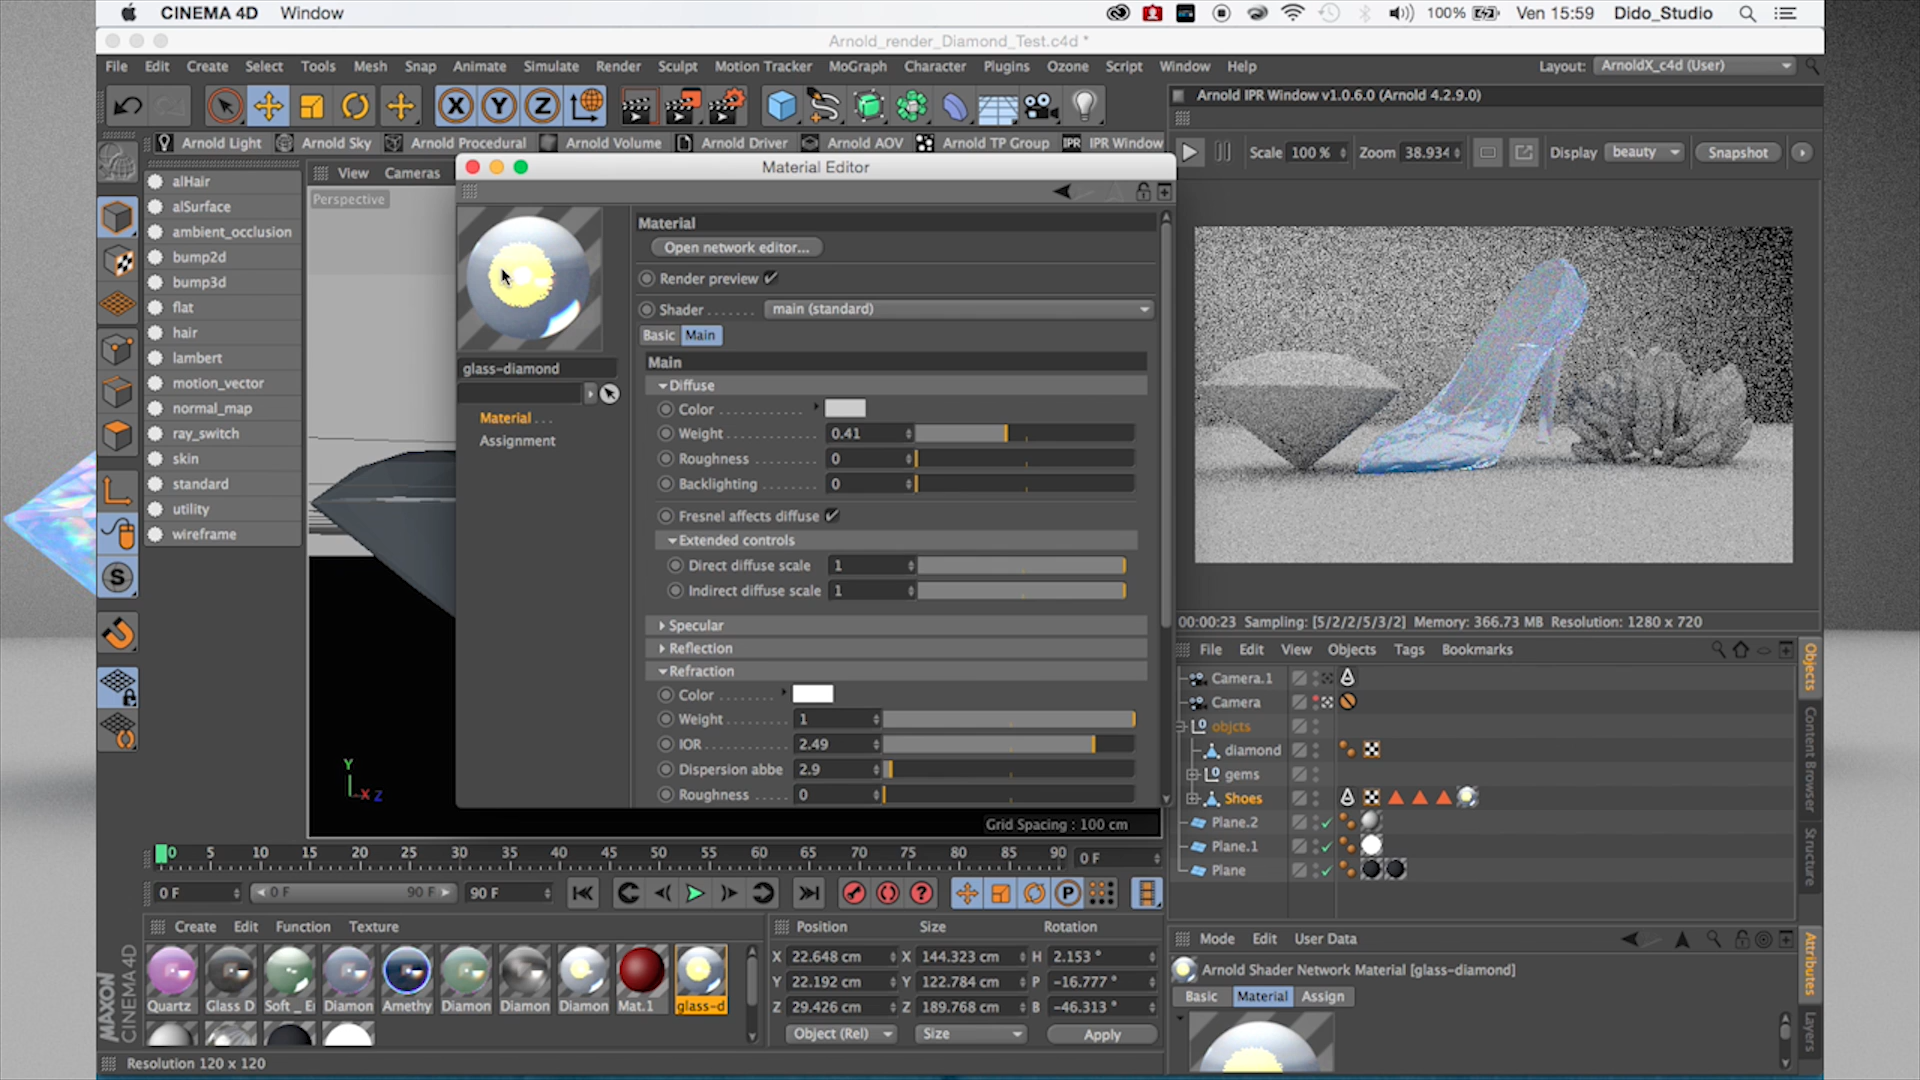 CINEMA 4D Window
100% Ven 15:59 Dido_Studio
Arnold_render_Diamond_Test.c4d *
File Edit Create Select Tools Mesh Snap Animate Simulate Render Sculpt Motion Tracker MoGraph Character Plugins Ozone Script Window Help Layout: ArnoldX_c4d (User)
X Y Z
Arnold IPR Window v1.0.6.0 (Arnold 4.2.9.0)
Arnold Light Arnold Sky Arnold Procedural Arnold Volume Arnold Driver Arnold AOV Arnold TP Group IPR IPR Window
Scale 100 % Zoom 38.934 Display beauty Snapshot
alHair
alSurface
ambient_occlusion
bump2d
bump3d
flat
hair
lambert
motion_vector
normal_map
ray_switch
skin
standard
utility
wireframe
View Cameras
Perspective
Material Editor
glass-diamond
Material ...
Assignment
Material
Open network editor...
Render preview
Shader ....... main (standard)
Basic Main
Main
Diffuse
Color
Weight 0.41
Roughness 0
Backlighting 0
Fresnel affects diffuse
Extended controls
Direct diffuse scale 1
Indirect diffuse scale 1
Specular
Reflection
Refraction
Color
Weight 1
IOR 2.49
Dispersion abbe 2.9
Roughness 0
Y
X Z
Grid Spacing : 100 cm
00:00:23 Sampling: [5/2/2/5/3/2] Memory: 366.73 MB Resolution: 1280 x 720
File Edit View Objects Tags Bookmarks
Camera.1
Camera
objcts
diamond
gems
Shoes
Plane.2
Plane.1
Plane
Objects
Content Browser
Structure
0 5 10 15 20 25 30 35 40 45 50 55 60 65 70 75 80 85 90 0 F
0 F 0 F 90 F 90 F
P
Create Edit Function Texture
Quartz Glass D Soft_ Diamon Amethy Diamon Diamon Diamon Mat.1 glass-d
Position Size Rotation
X 22.648 cm X 144.323 cm H 2.153 °
Y 22.192 cm Y 122.784 cm P -16.777 °
Z 29.426 cm Z 189.768 cm B -46.313 °
Object (Rel) Size Apply
Mode Edit User Data
Arnold Shader Network Material [glass-diamond]
Basic Material Assign
Attributes
Layers
MAXON
CINEMA 4D
Resolution 120 x 120